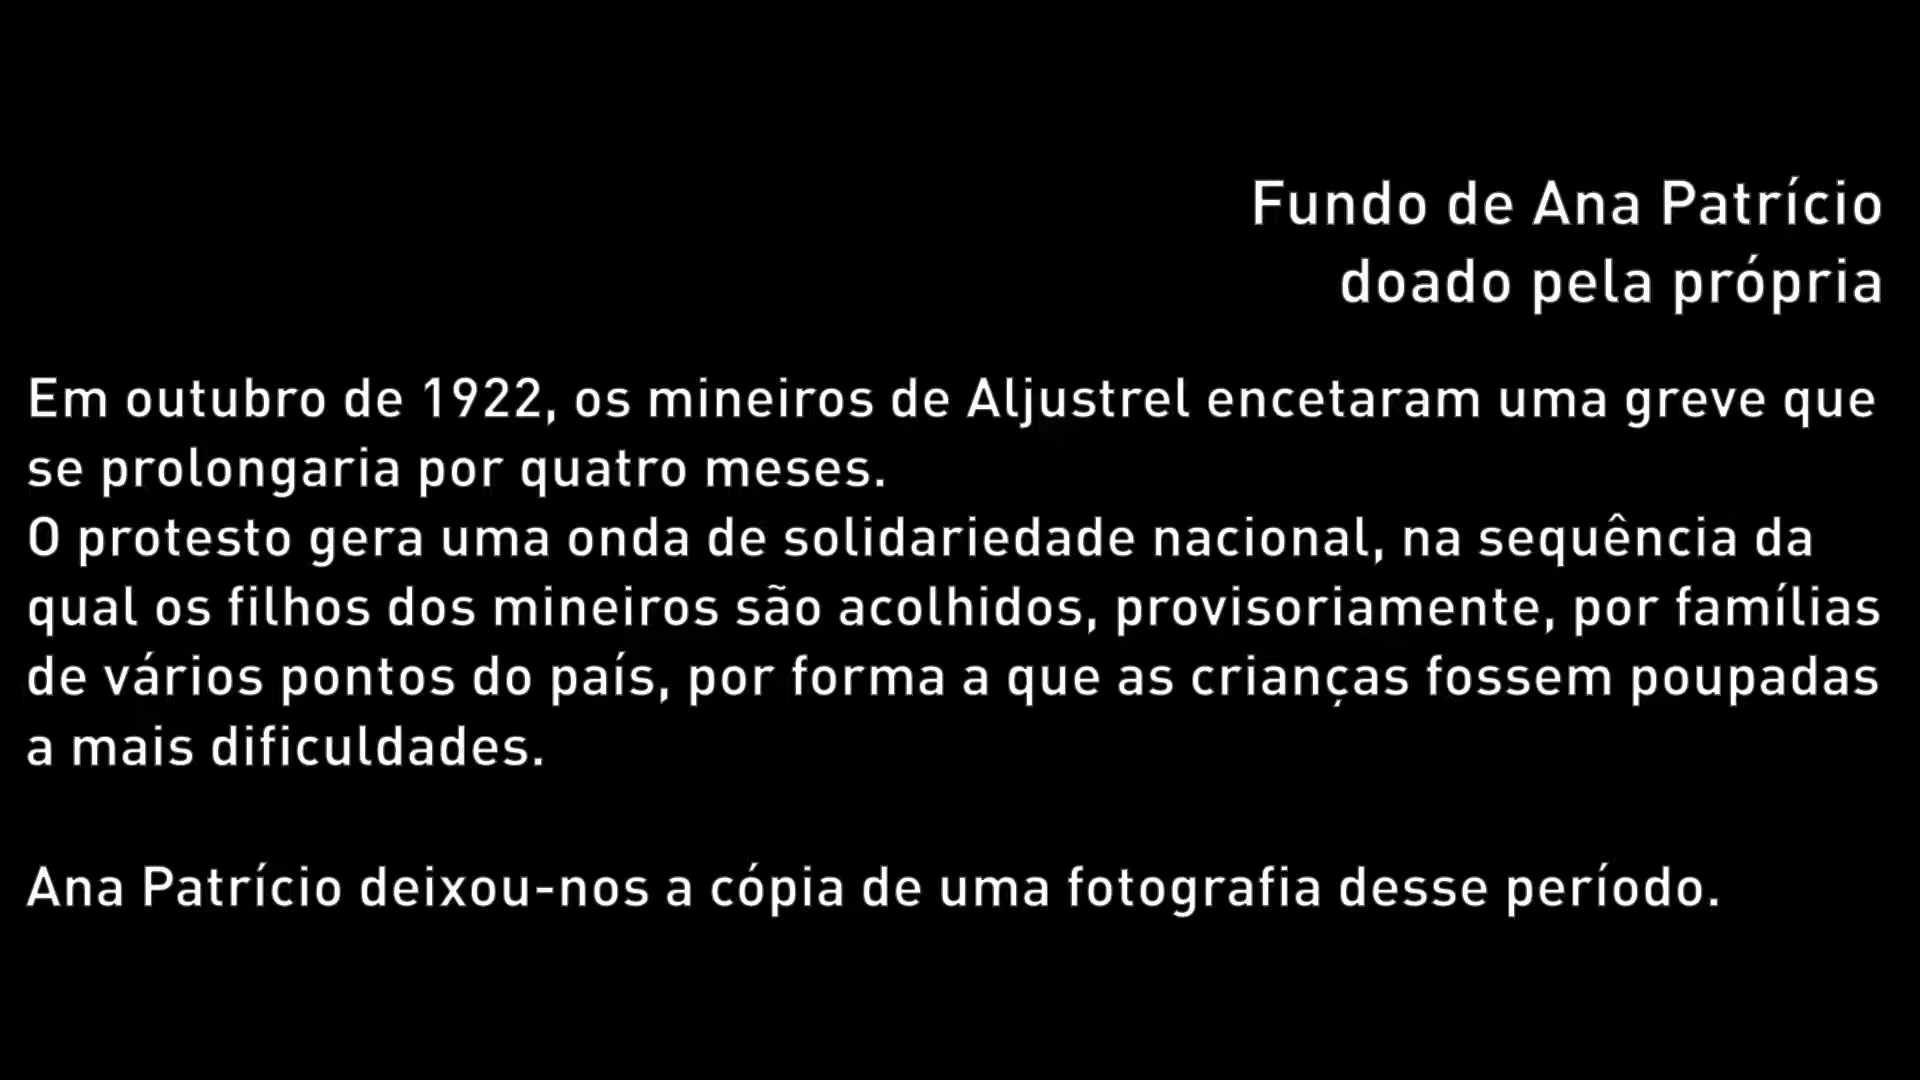 Fundo de Ana Patrício
doado pela própria
Em outubro de 1922, os mineiros de Aljustrel encetaram uma greve que
se prolongaria por quatro meses.
O protesto gera uma onda de solidariedade nacional, na sequência da
qual os filhos dos mineiros são acolhidos, provisoriamente, por famílias
de vários pontos do país, por forma a que as crianças fossem poupadas
a mais dificuldades.
Ana Patrício deixou-nos a cópia de uma fotografia desse período.